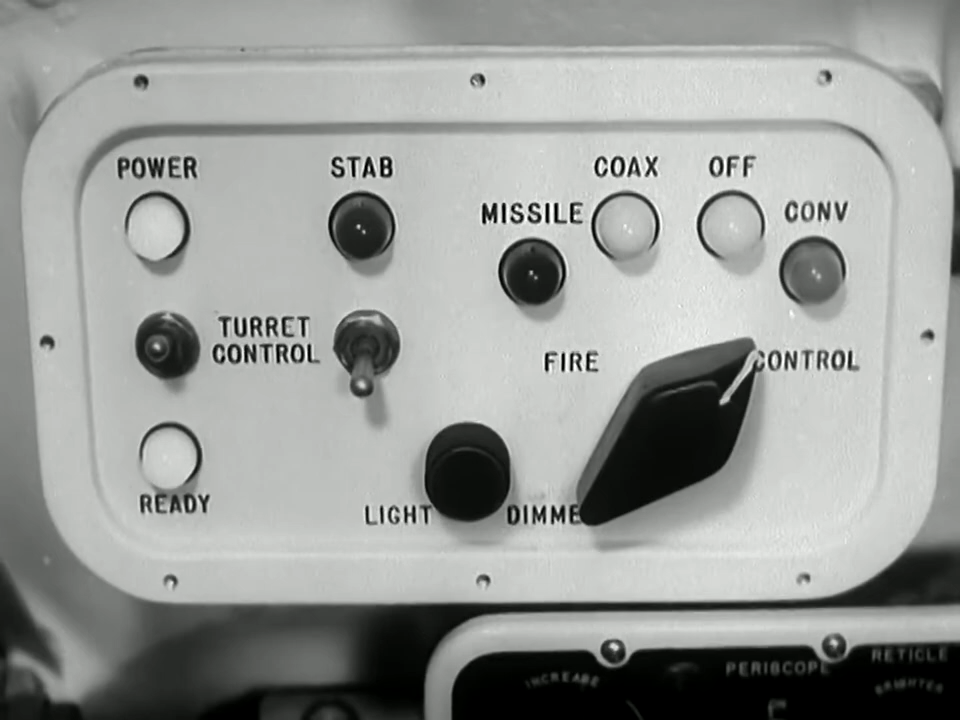 POWER
STAB
COAX
OFF
MISSILE
CONV
TURRET
CONTROL
FIRE
CONTROL
READY
LIGHT
DIMME
INCREASE
PERISCOPE
RETICLE
BRIGHTER